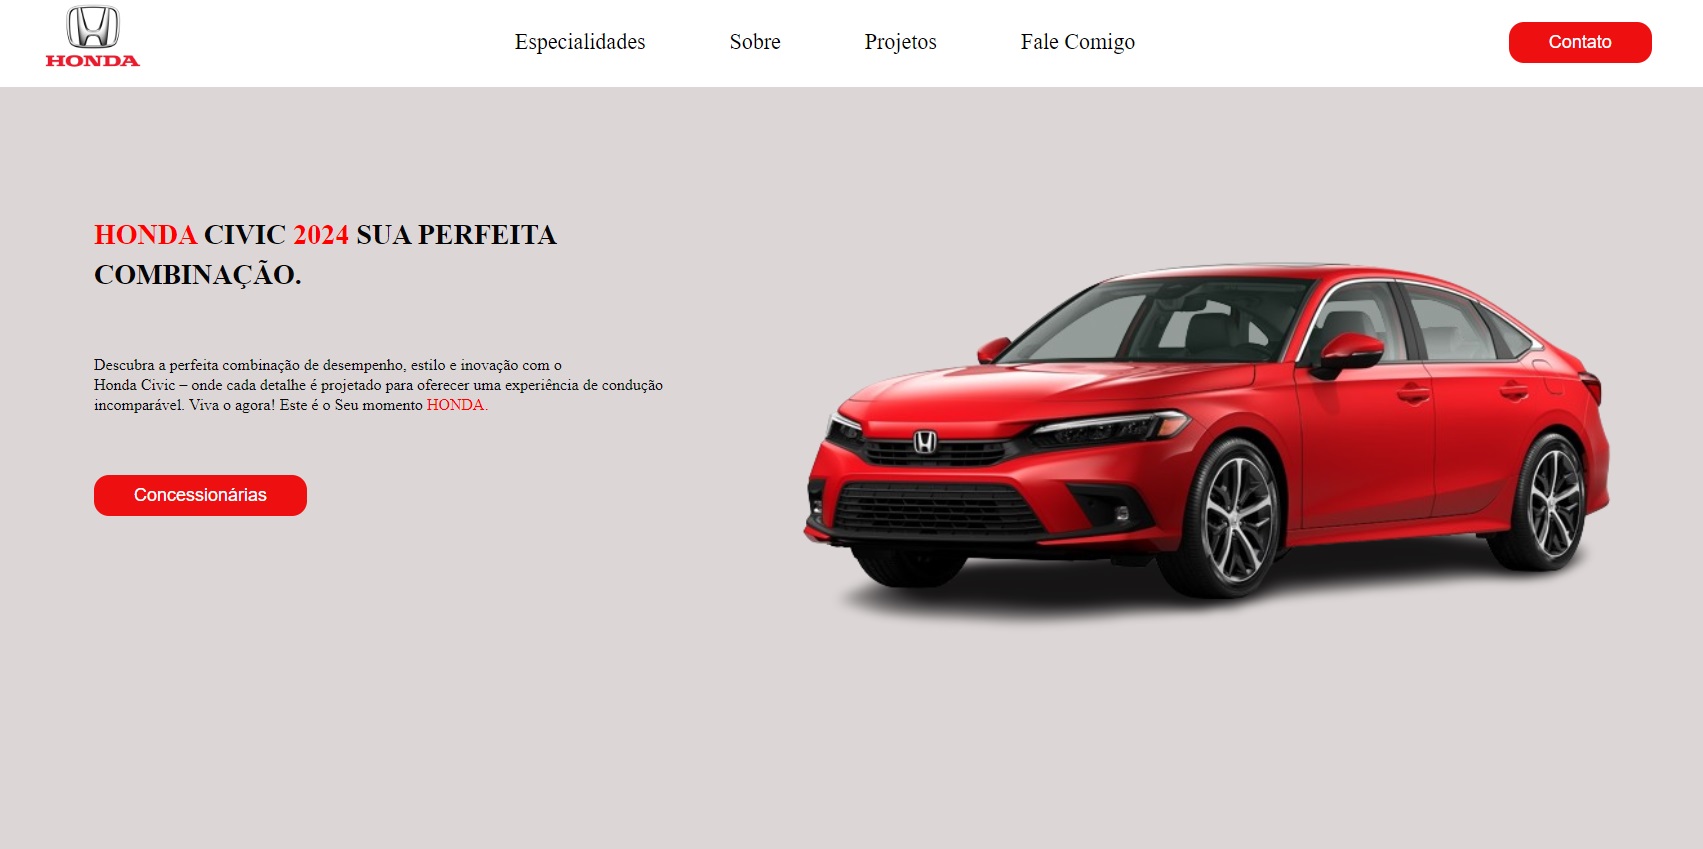 HONDA
Especialidades
Sobre
Projetos
Fale Comigo
Contato
HONDA CIVIC 2024 SUA PERFEITA
COMBINAÇÃO.
Descubra a perfeita combinação de desempenho, estilo e inovação com o
Honda Civic – onde cada detalhe é projetado para oferecer uma experiência de condução
incomparável. Viva o agora! Este é o Seu momento HONDA.
Concessionárias